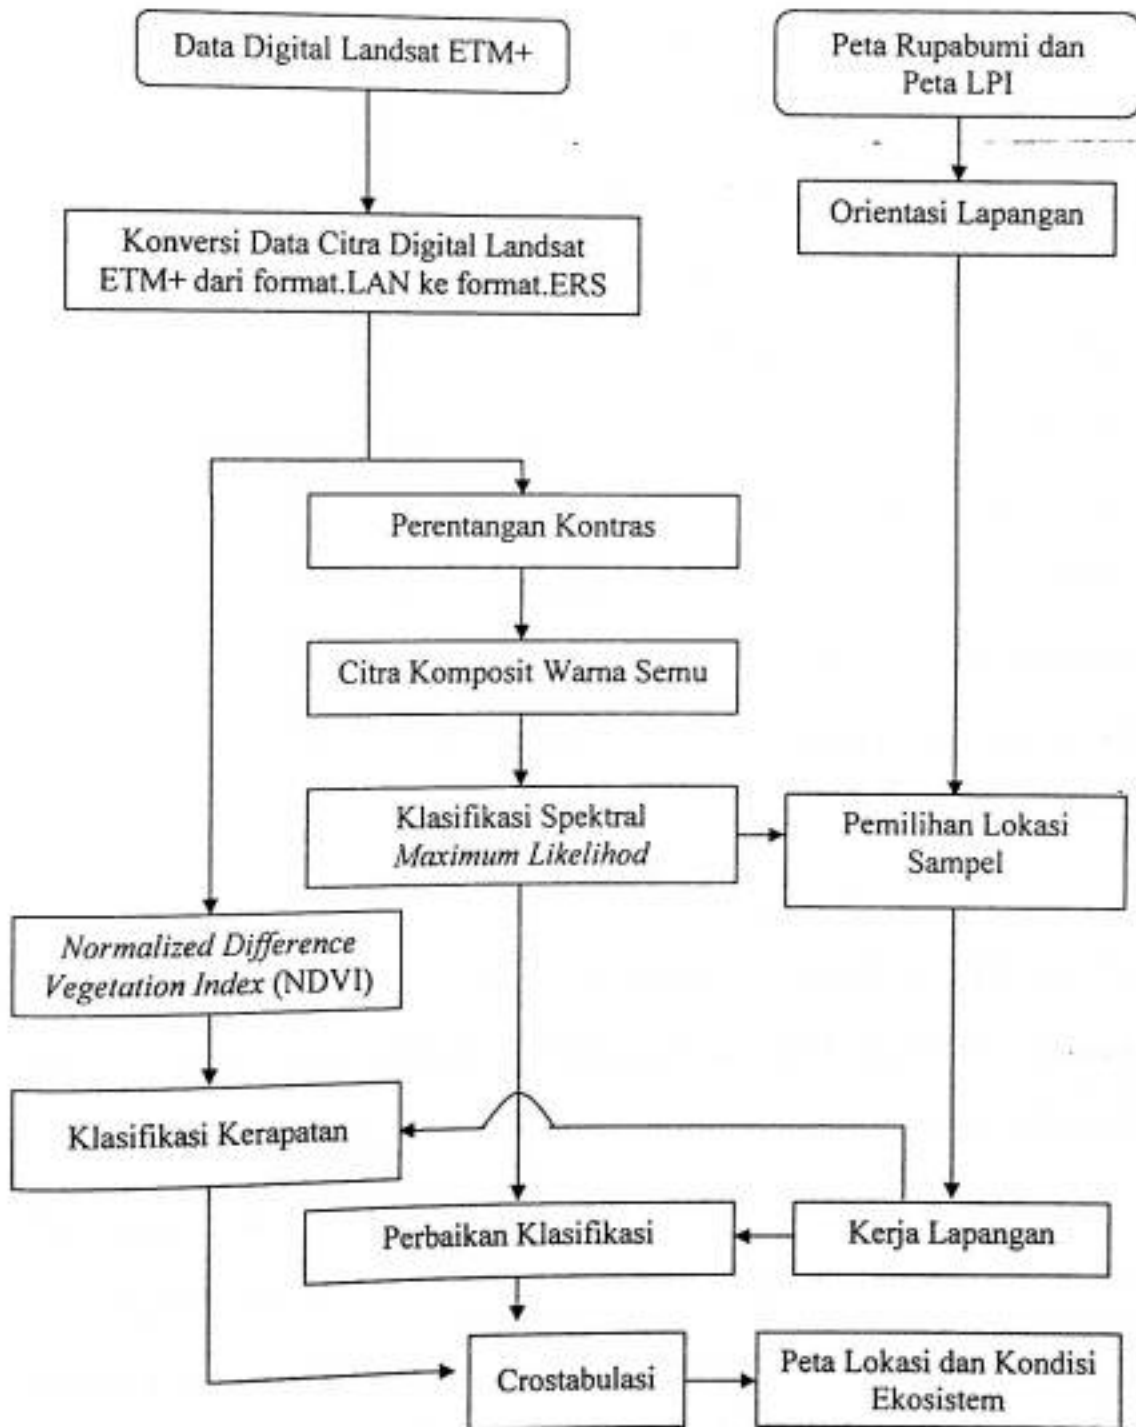 Data Digital Landsat ETM+
Peta Rupabumi dan
Peta LPI
Orientasi Lapangan
Konversi Data Citra Digital Landsat
ETM+ dari format.LAN ke format.ERS
Perentangan Kontras
Citra Komposit Warna Semu
Klasifikasi Spektral
Maximum Likelihod
Pemilihan Lokasi
Sampel
Normalized Difference
Vegetation Index (NDVI)
Klasifikasi Kerapatan
Perbaikan Klasifikasi
Kerja Lapangan
Crostabulasi
Peta Lokasi dan Kondisi
Ekosistem